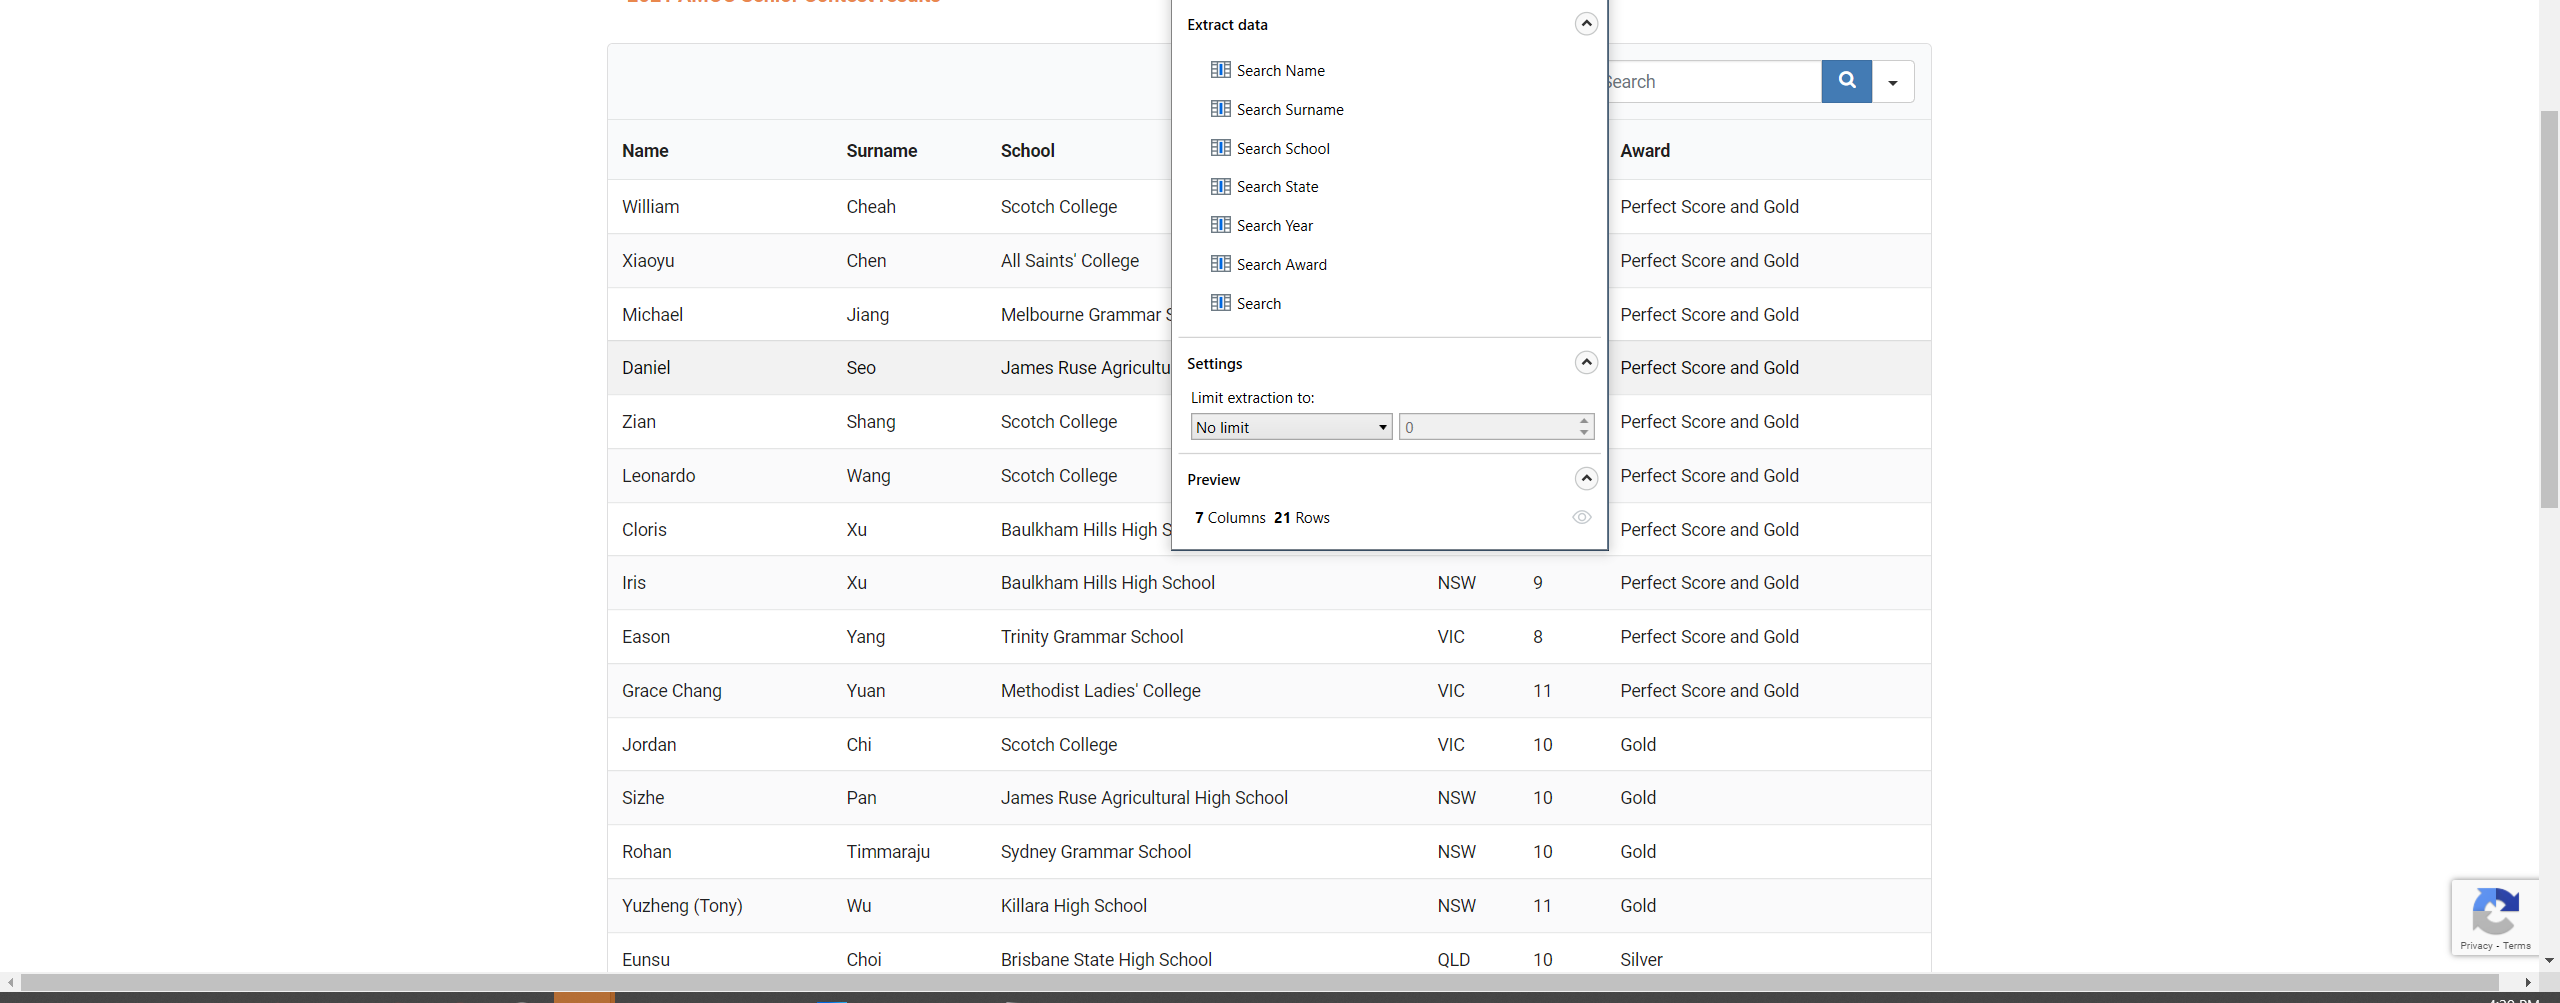 2021 AMOC Senior Contest results
Extract data
Search Name
Search Surname
Search School
Search State
Search Year
Search Award
Search
Settings
Limit extraction to:
No limit 0
Preview
7 Columns 21 Rows
Search
Name Surname School Award
William Cheah Scotch College Perfect Score and Gold
Xiaoyu Chen All Saints' College Perfect Score and Gold
Michael Jiang Melbourne Grammar Perfect Score and Gold
Daniel Seo James Ruse Perfect Score and Gold
Zian Shang Scotch College Perfect Score and Gold
Leonardo Wang Scotch College Perfect Score and Gold
Cloris Xu Baulkham Hills High Perfect Score and Gold
Iris Xu Baulkham Hills High School NSW 9 Perfect Score and Gold
Eason Yang Trinity Grammar School VIC 8 Perfect Score and Gold
Grace Chang Yuan Methodist Ladies' College VIC 11 Perfect Score and Gold
Jordan Chi Scotch College VIC 10 Gold
Sizhe Pan James Ruse Agricultural High School NSW 10 Gold
Rohan Timmaraju Sydney Grammar School NSW 10 Gold
Yuzheng (Tony) Wu Killara High School NSW 11 Gold
Eunsu Choi Brisbane State High School QLD 10 Silver
Privacy - Terms